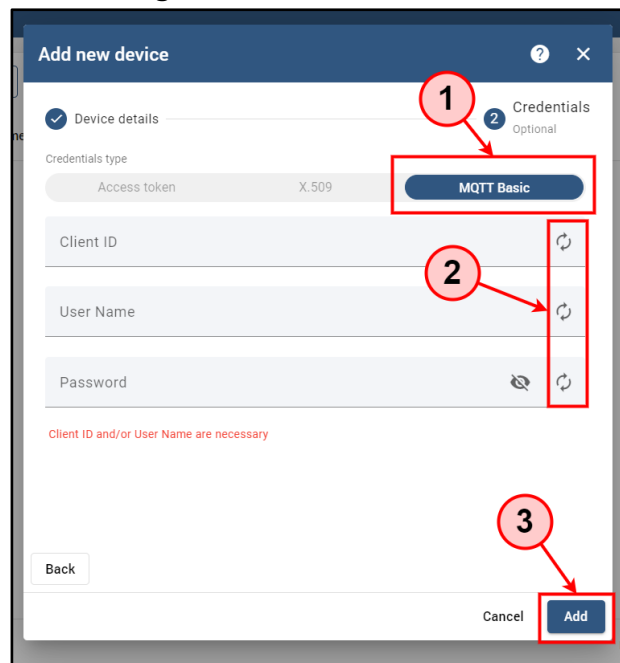 Add new device
?
1
Device details
2
Credentials
Optional
Credentials type
Access token
X.509
MQTT Basic
Client ID
2
User Name
Password
Client ID and/or User Name are necessary
3
Back
Cancel
Add